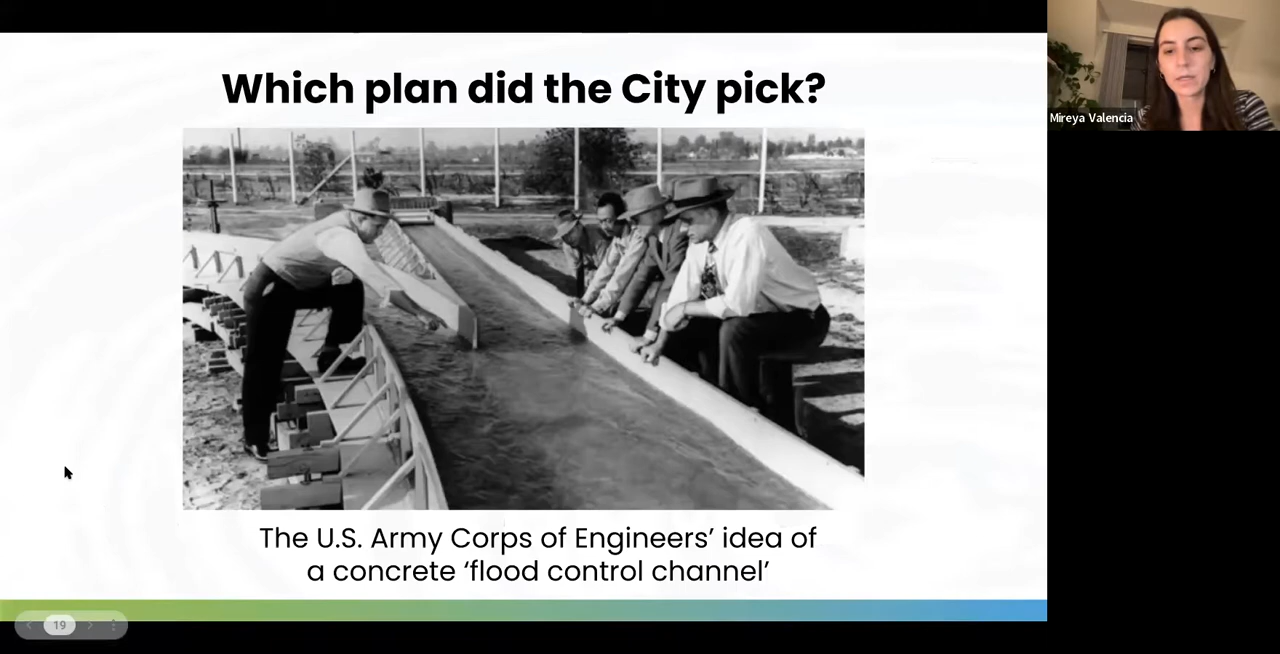 Which plan did the City pick?
Mireya Valencia
The U.S. Army Corps of Engineers’ idea of
a concrete ‘flood control channel’
19